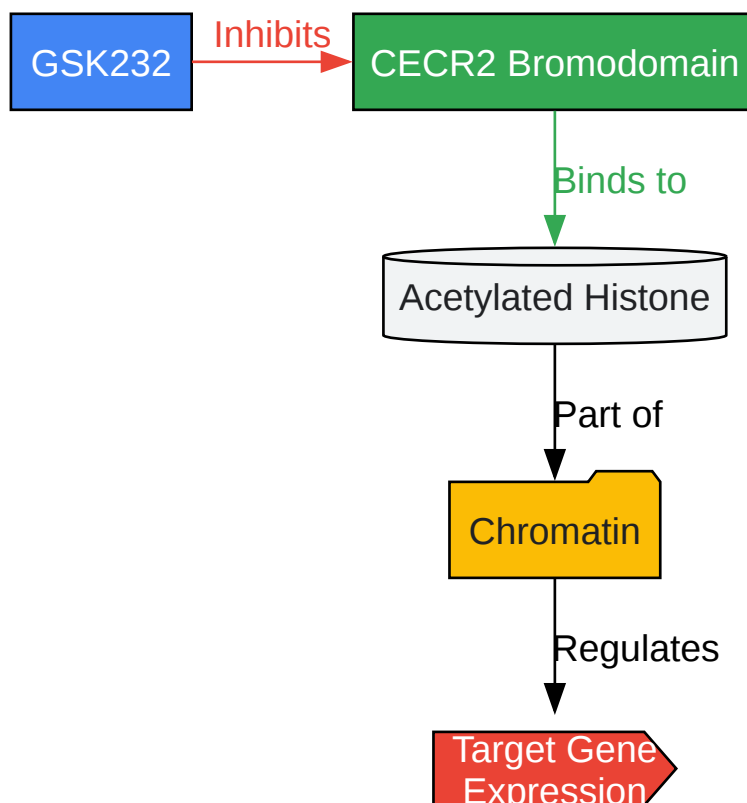 GSK232
Inhibits
CECR2 Bromodomain
Binds to
Acetylated Histone
Part of
Chromatin
Regulates
Target Gene
Expression